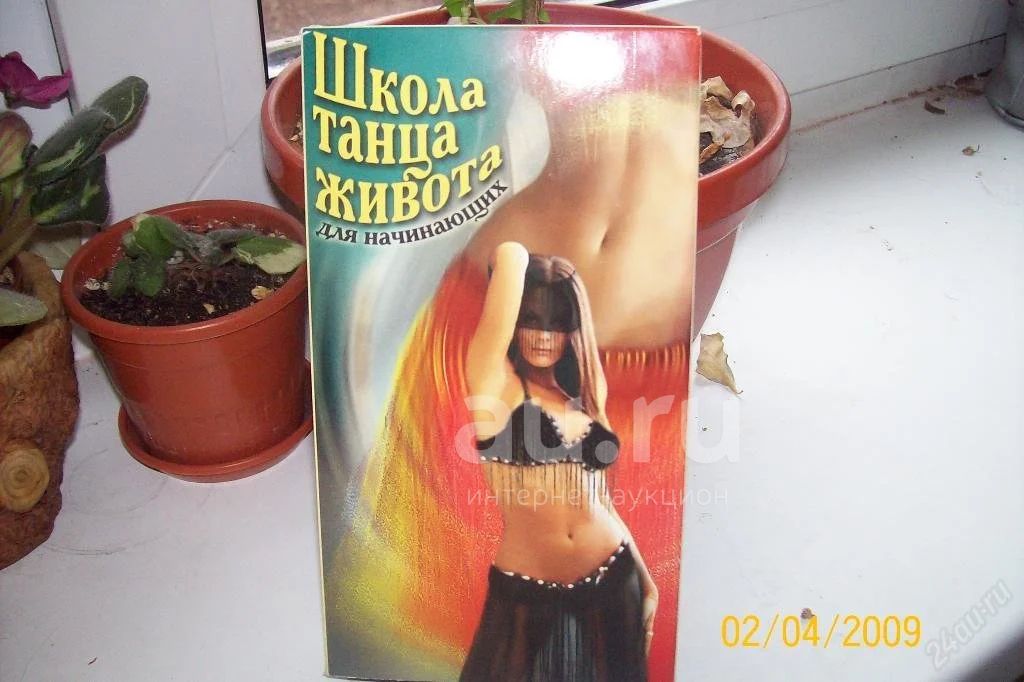 Школа
танца
живота
для начинающих
au.ru
интернет-аукцион
02/04/2009
24au.ru